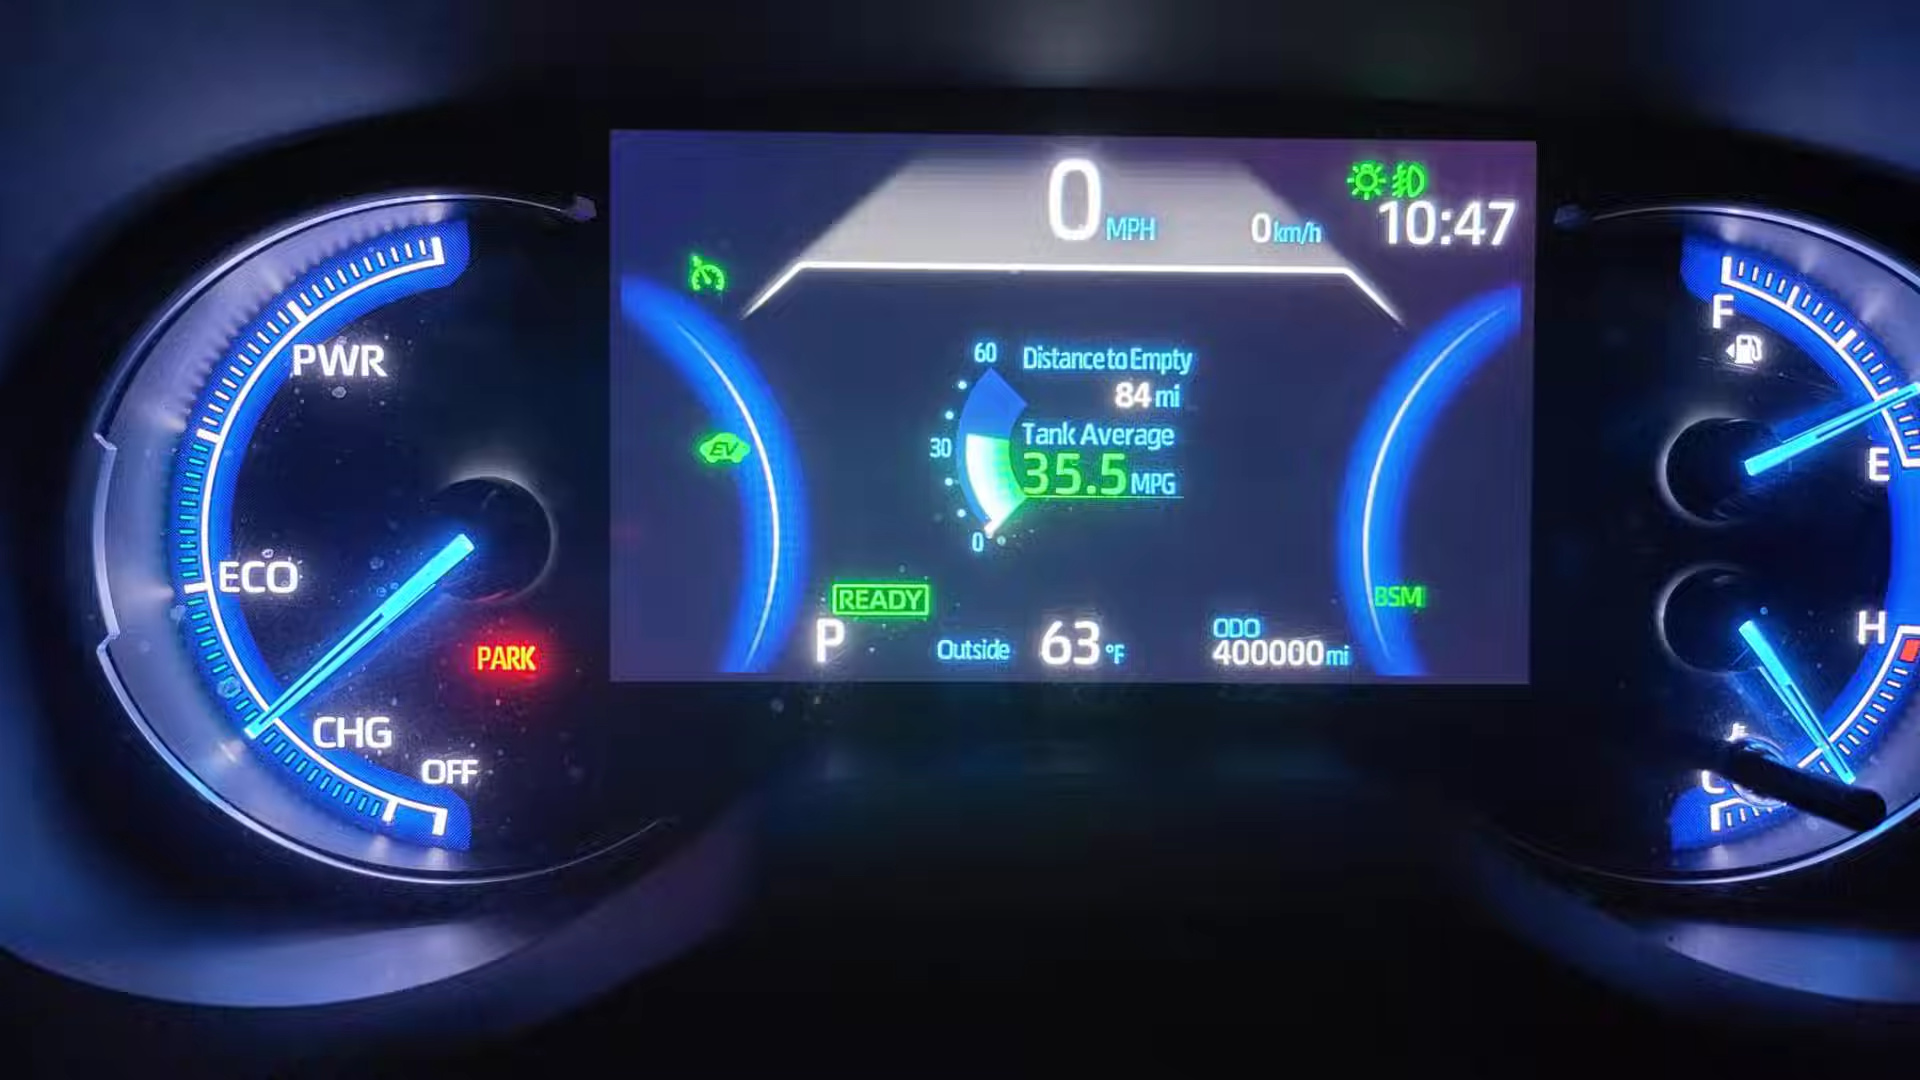 0 MPH
0 km/h
10:47
PWR
ECO
CHG
OFF
PARK
EV
60
30
0
Distance to Empty
84 mi
Tank Average
35.5 MPG
READY
P
Outside 63 °F
ODO
400000 mi
BSM
F
E
H
C